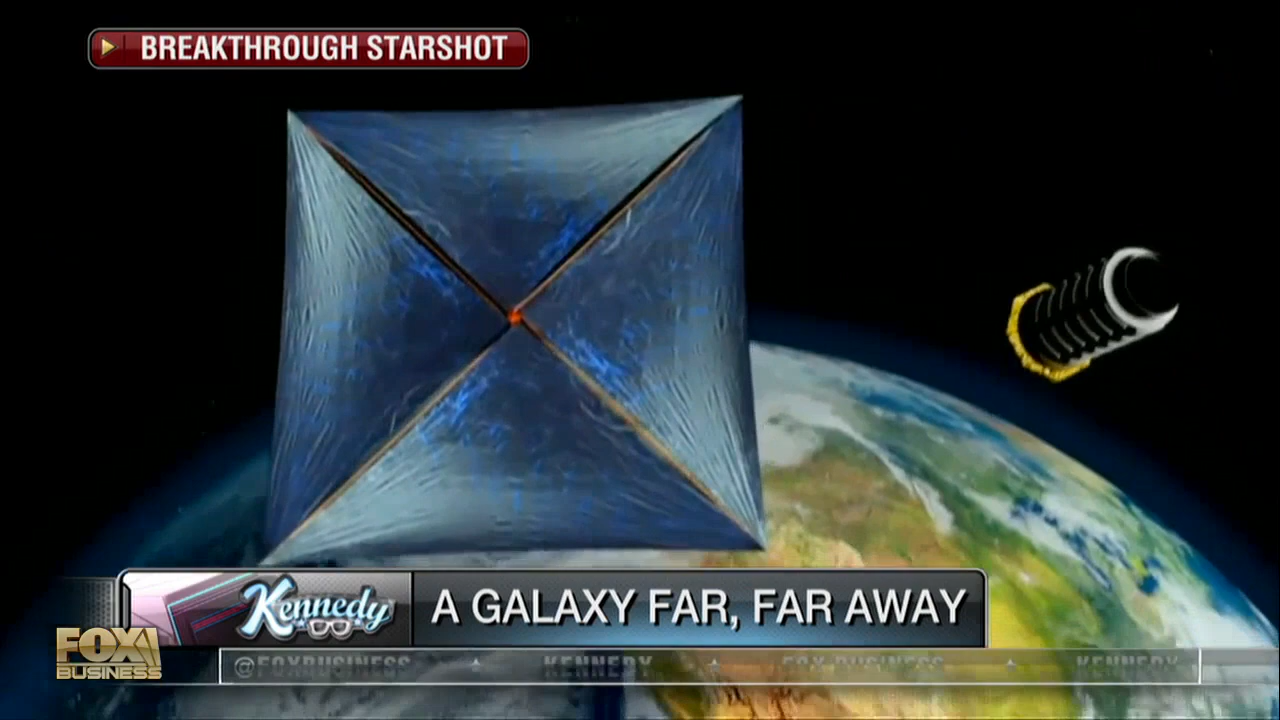 BREAKTHROUGH STARSHOT
Kennedy
A GALAXY FAR, FAR AWAY
FOX
BUSINESS
@FOXBUSINESS KENNEDY FOX BUSINESS KENNEDY